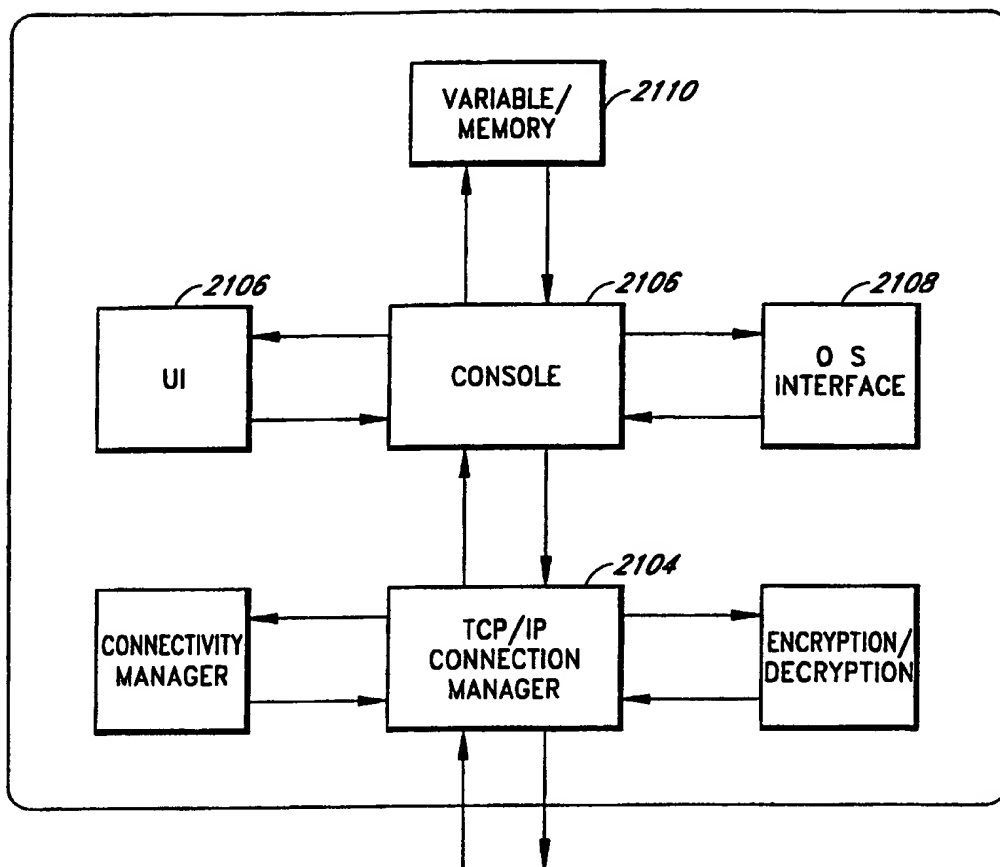 VARIABLE/
MEMORY
2110
2106
UI
2106
CONSOLE
2108
O S
INTERFACE
CONNECTIVITY
MANAGER
2104
TCP/IP
CONNECTION
MANAGER
ENCRYPTION/
DECRYPTION